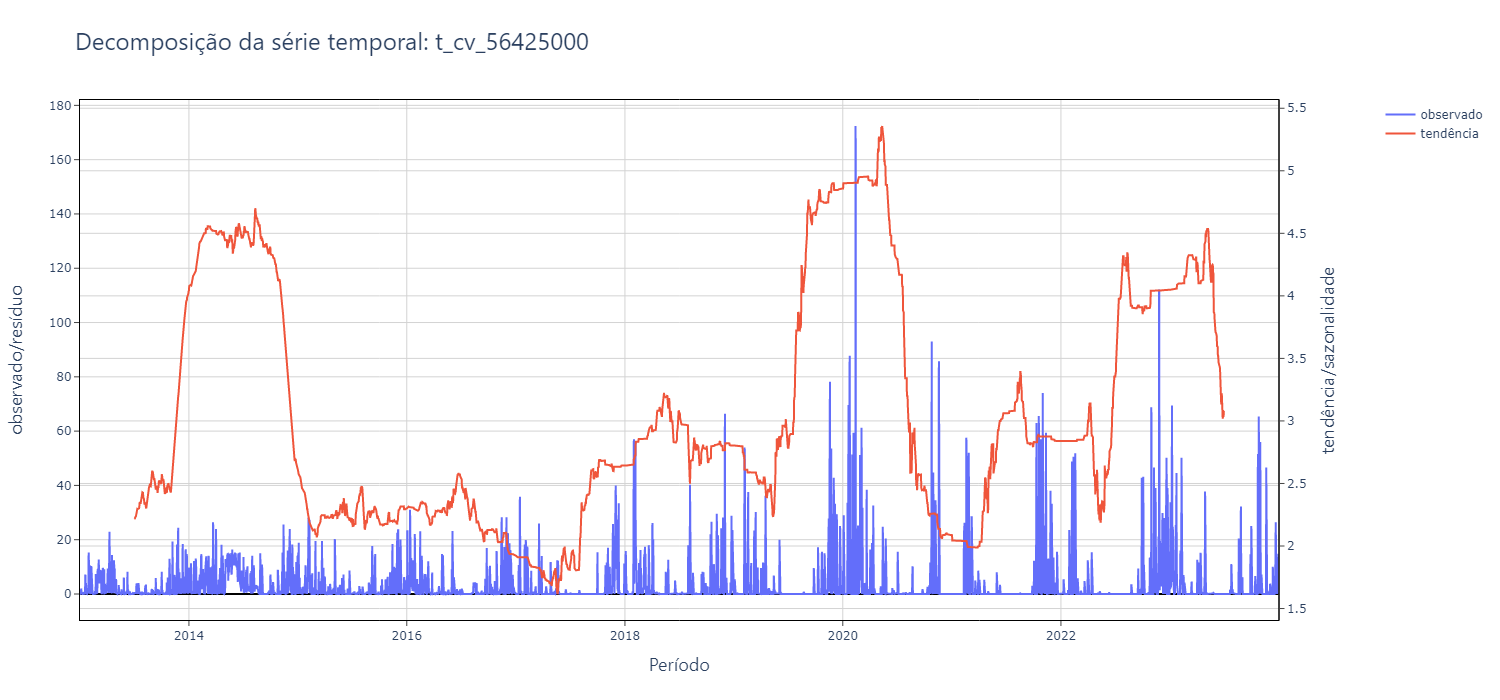 Decomposição da série temporal: t_cv_56425000
observado
tendência
180
160
140
120
100
80
60
40
20
0
observado/resíduo
5.5
5
4.5
4
3.5
3
2.5
2
1.5
tendência/sazonalidade
2014 2016 2018 2020 2022
Período